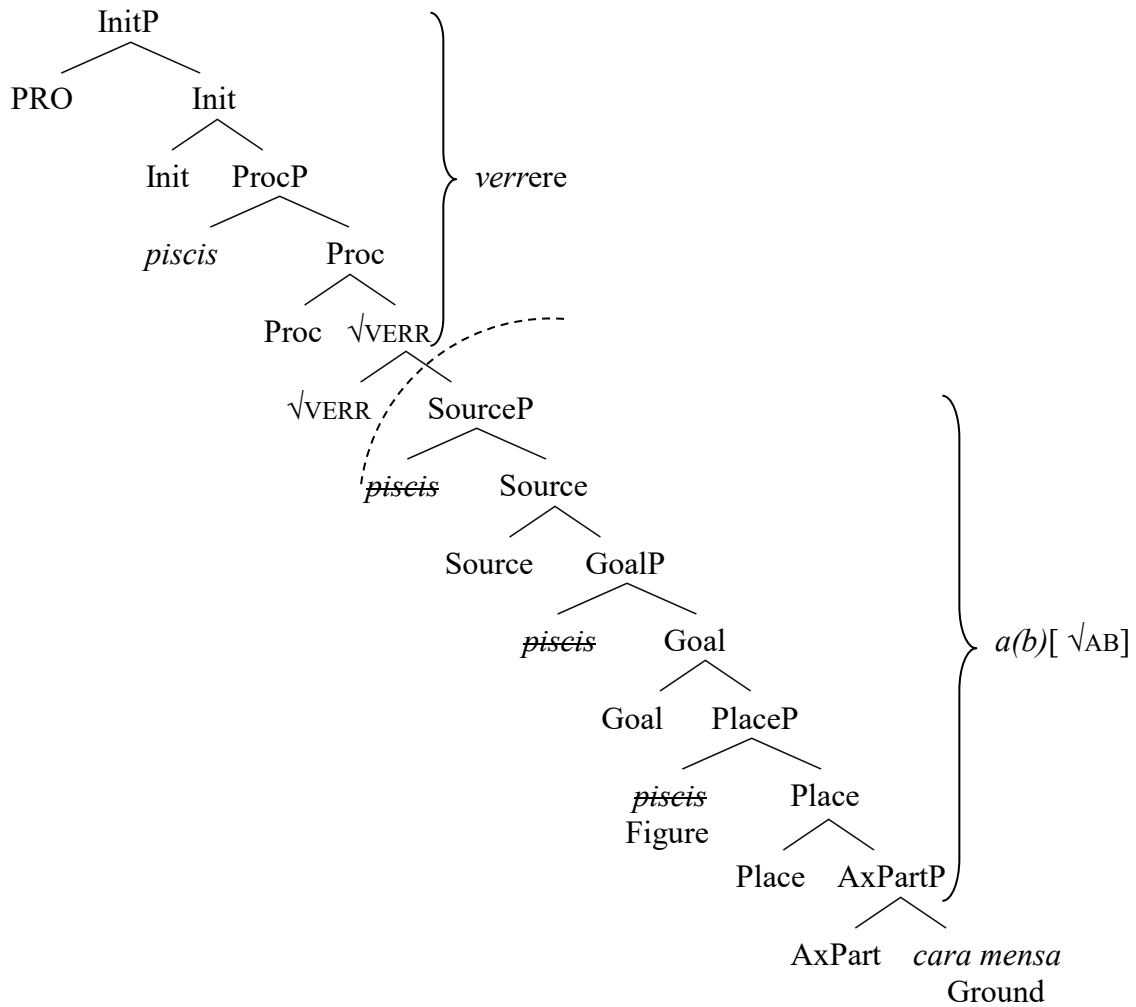 InitP
PRO Init
Init ProcP verrere
piscis Proc
Proc √VERR
√VERR SourceP
piscis Source
Source GoalP
piscis Goal a(b)[ √AB]
Goal PlaceP
piscis Place
Figure
Place AxPartP
AxPart cara mensa
Ground